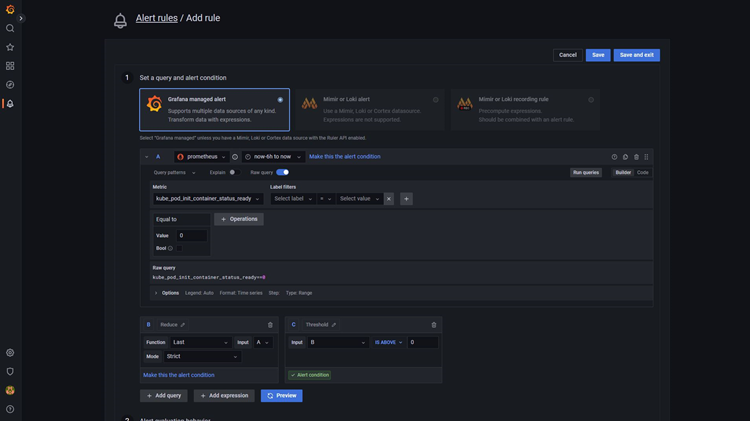 Alert rules / Add rule
Cancel Save Save and exit
1 Set a query and alert condition
Grafana managed alert
Supports multiple data sources of any kind.
Transform data with expressions.
Mimir or Loki alert
Use a Mimir, Loki or Cortex datasource.
Expressions are not supported.
Mimir or Loki recording rule
Precompute expressions.
Should be combined with an alert rule.
Select "Grafana managed" unless you have a Mimir, Loki or Cortex data source with the Ruler API enabled.
A prometheus now-6h to now Make this the alert condition
Query patterns Explain Raw query Run queries Builder Code
Metric Label filters
kube_pod_init_container_status_ready Select label = Select value × +
Equal to + Operations
Value 0
Bool
Raw query
kube_pod_init_container_status_ready==0
> Options Legend: Auto Format: Time series Step: Type: Range
B Reduce
Function Last Input A
Mode Strict
Make this the alert condition
C Threshold
Input B IS ABOVE 0
Alert condition
+ Add query + Add expression Preview
2 Alert evaluation behavior